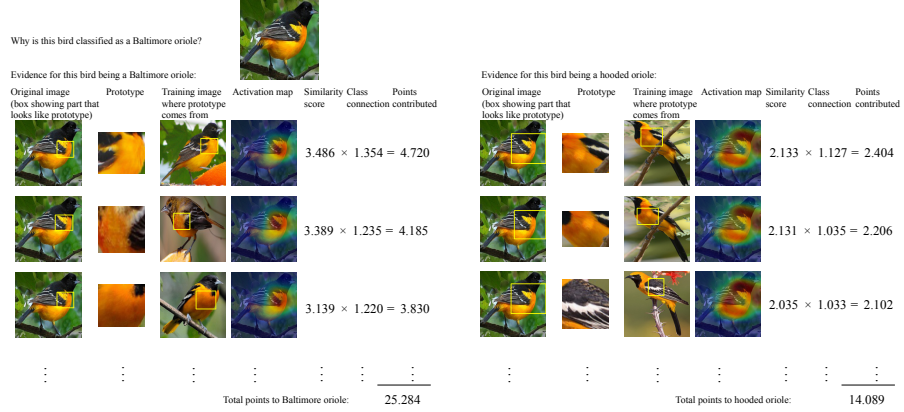 Why is this bird classified as a Baltimore oriole?
Evidence for this bird being a Baltimore oriole:
Original image Prototype Training image Activation map Similarity Class Points
(box showing part that where prototype score connection contributed
looks like prototype) comes from
3.486 × 1.354 = 4.720
3.389 × 1.235 = 4.185
3.139 × 1.220 = 3.830
Total points to Baltimore oriole: 25.284
Evidence for this bird being a hooded oriole:
Original image Prototype Training image Activation map Similarity Class Points
(box showing part that where prototype score connection contributed
looks like prototype) comes from
2.133 × 1.127 = 2.404
2.131 × 1.035 = 2.206
2.035 × 1.033 = 2.102
Total points to hooded oriole: 14.089